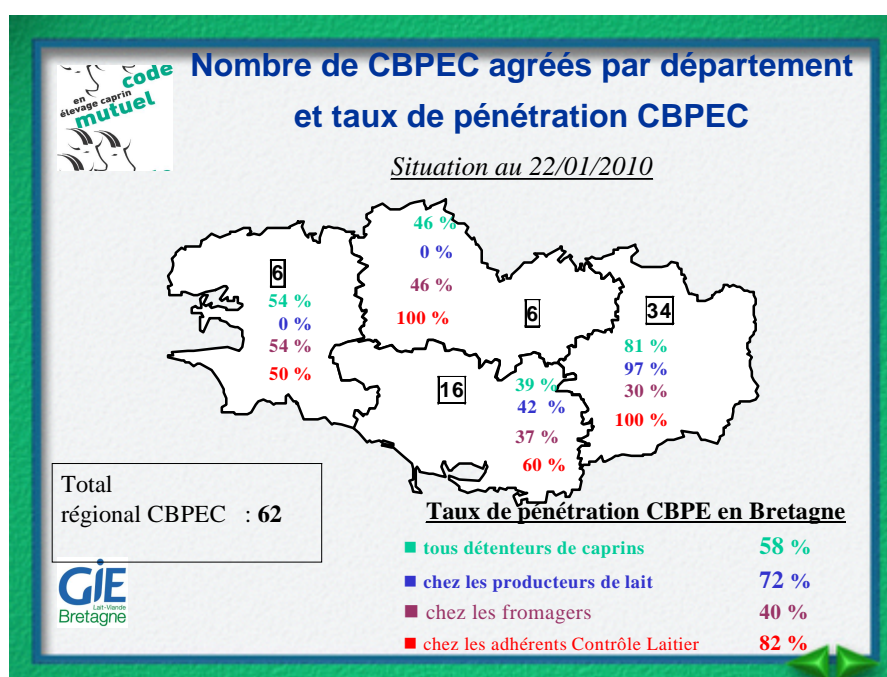 code
en
élevage caprin
mutuel
Nombre de CBPEC agréés par département
et taux de pénétration CBPEC
Situation au 22/01/2010
46 %
0 %
46 %
100 %
6
6
54 %
0 %
54 %
50 %
34
81 %
97 %
30 %
100 %
16
39 %
42 %
37 %
60 %
Total
régional CBPEC : 62
Taux de pénétration CBPE en Bretagne
tous détenteurs de caprins 58 %
chez les producteurs de lait 72 %
chez les fromagers 40 %
chez les adhérents Contrôle Laitier 82 %
GiE
Lait-Viande
Bretagne